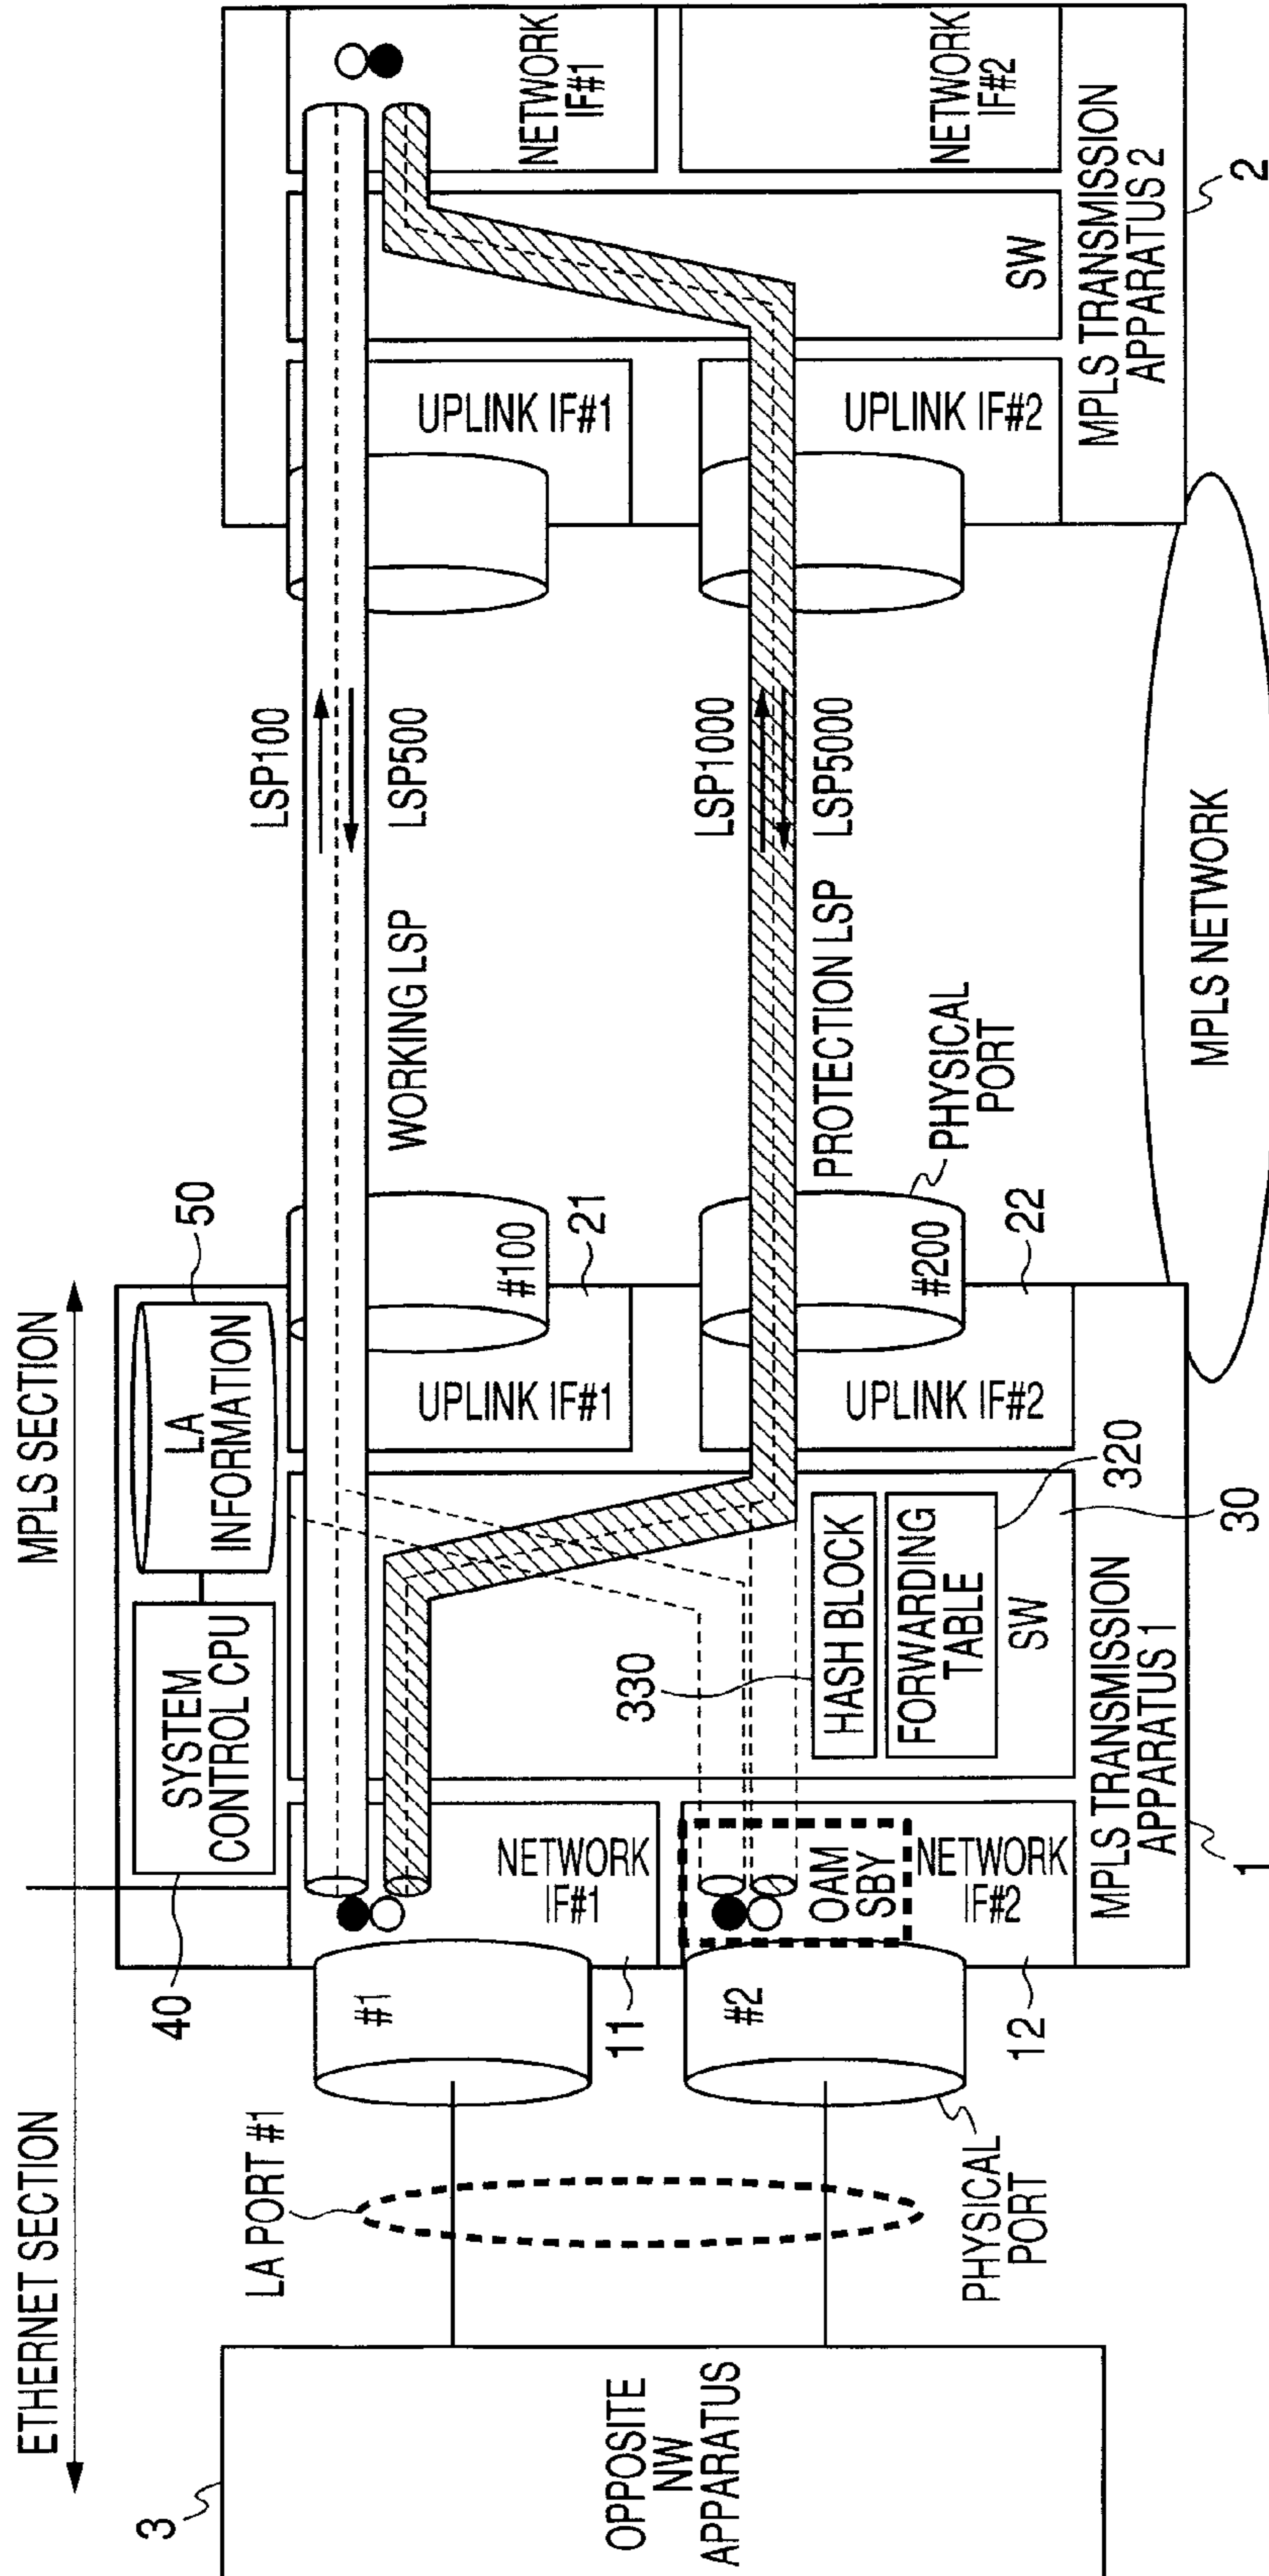 ETHERNET SECTION
MPLS SECTION
3
OPPOSITE
NW
APPARATUS
LA PORT #1
PHYSICAL
PORT
40
SYSTEM
CONTROL CPU
LA
INFORMATION
50
#1
11
NETWORK
IF#1
#2
12
OAM
SBY
NETWORK
IF#2
330
HASH BLOCK
FORWARDING
TABLE
320
SW
30
MPLS TRANSMISSION
APPARATUS 1
1
UPLINK IF#1
#100
21
UPLINK IF#2
#200
22
PHYSICAL
PORT
WORKING LSP
LSP100
LSP500
PROTECTION LSP
LSP1000
LSP5000
MPLS NETWORK
UPLINK IF#1
UPLINK IF#2
SW
NETWORK
IF#1
NETWORK
IF#2
MPLS TRANSMISSION
APPARATUS 2
2